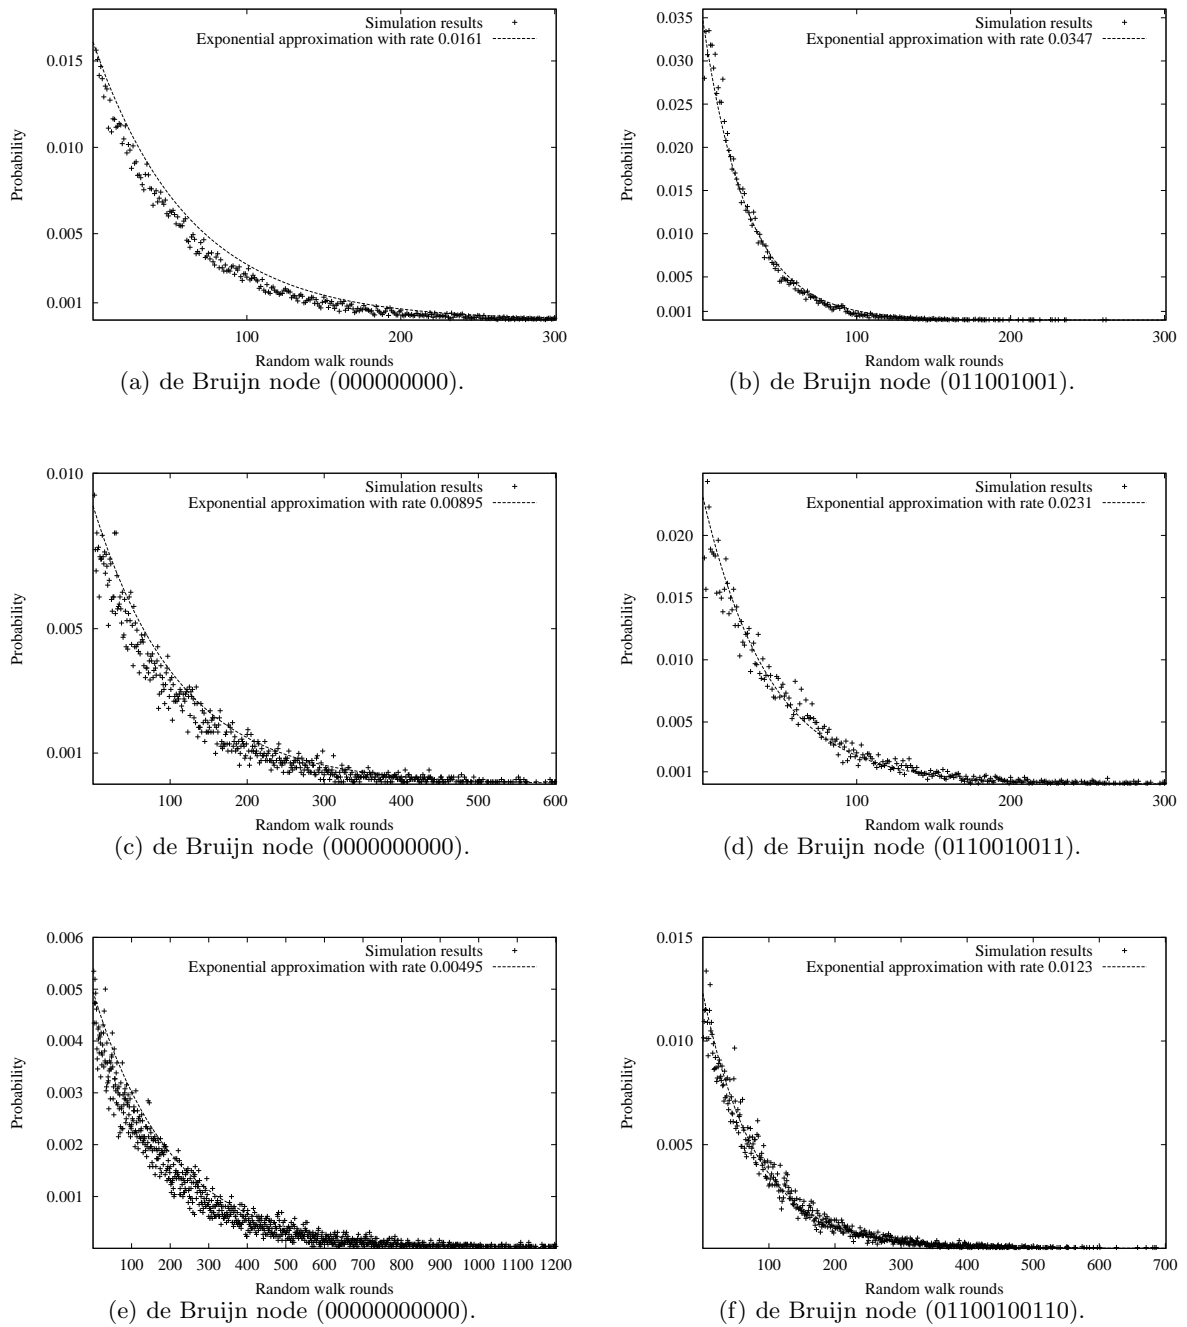 Simulation results
Exponential approximation with rate 0.0161
0.015
0.010
0.005
0.001
Probability
100
200
300
Random walk rounds
(a) de Bruijn node (000000000).
Simulation results
Exponential approximation with rate 0.0347
0.035
0.030
0.025
0.020
0.015
0.010
0.005
0.001
Probability
100
200
300
Random walk rounds
(b) de Bruijn node (011001001).
Simulation results
Exponential approximation with rate 0.00895
0.010
0.005
0.001
Probability
100
200
300
400
500
600
Random walk rounds
(c) de Bruijn node (0000000000).
Simulation results
Exponential approximation with rate 0.0231
0.020
0.015
0.010
0.005
0.001
Probability
100
200
300
Random walk rounds
(d) de Bruijn node (0110010011).
Simulation results
Exponential approximation with rate 0.00495
0.006
0.005
0.004
0.003
0.002
0.001
Probability
100 200 300 400 500 600 700 800 900 1000 1100 1200
Random walk rounds
(e) de Bruijn node (00000000000).
Simulation results
Exponential approximation with rate 0.0123
0.015
0.010
0.005
Probability
100
200
300
400
500
600
700
Random walk rounds
(f) de Bruijn node (01100100110).